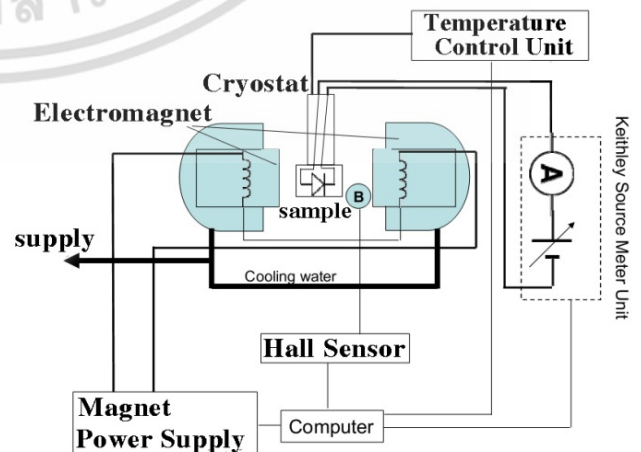 Temperature
Control Unit
Cryostat
Electromagnet
Keithley Source Meter Unit
A
B
sample
supply
Cooling water
Hall Sensor
Magnet
Power Supply
Computer